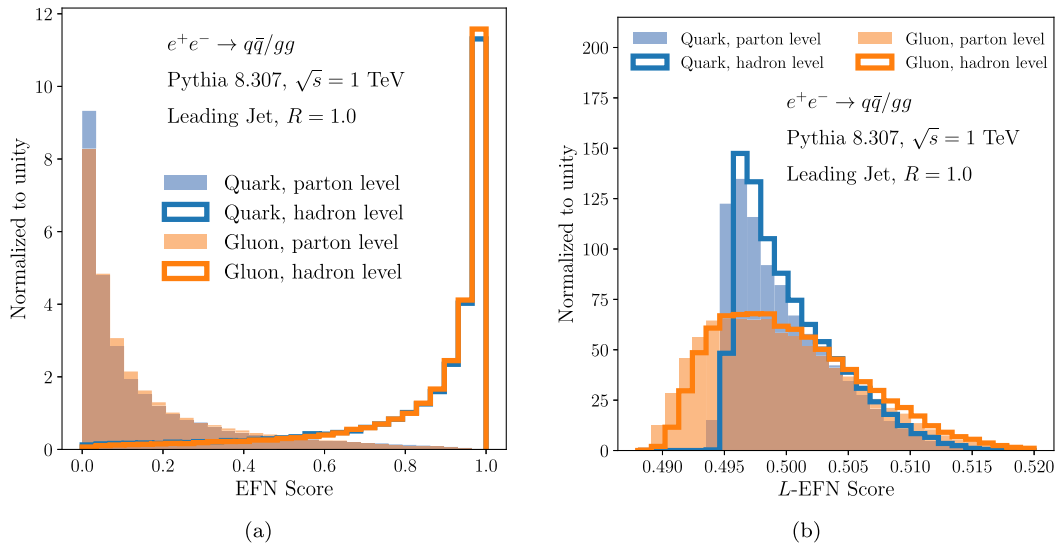 12
10
8
6
4
2
0
Normalized to unity
e⁺e⁻ → qq̄/gg
Pythia 8.307, √s = 1 TeV
Leading Jet, R = 1.0
Quark, parton level
Quark, hadron level
Gluon, parton level
Gluon, hadron level
0.0 0.2 0.4 0.6 0.8 1.0
EFN Score
(a)
200
175
150
125
100
75
50
25
0
Normalized to unity
Quark, parton level
Quark, hadron level
Gluon, parton level
Gluon, hadron level
e⁺e⁻ → qq̄/gg
Pythia 8.307, √s = 1 TeV
Leading Jet, R = 1.0
0.490 0.495 0.500 0.505 0.510 0.515 0.520
L-EFN Score
(b)